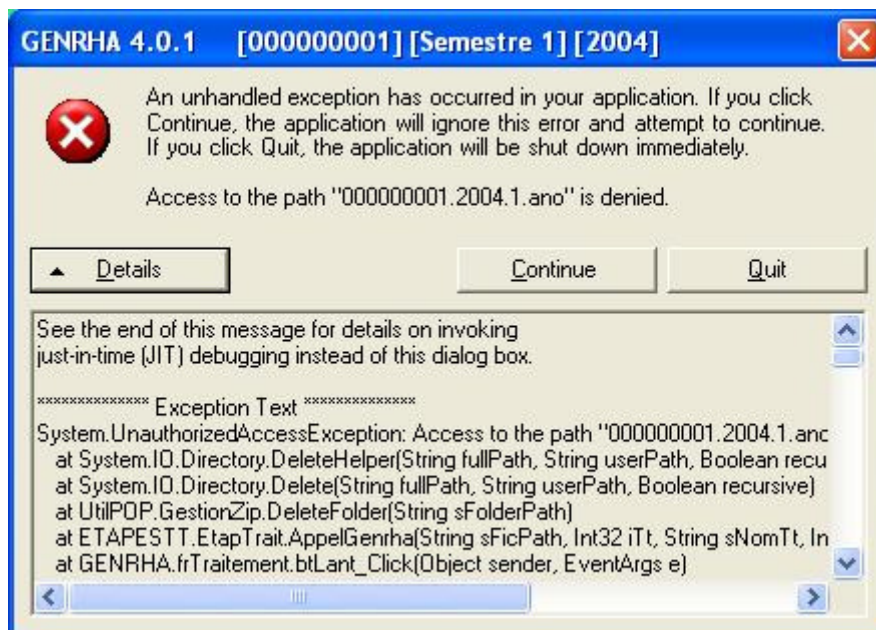 GENRHA 4.0.1 [000000001] [Semestre 1] [2004]
An unhandled exception has occurred in your application. If you click
Continue, the application will ignore this error and attempt to continue.
If you click Quit, the application will be shut down immediately.
Access to the path "000000001.2004.1.ano" is denied.
Details
Continue
Quit
See the end of this message for details on invoking
just-in-time (JIT) debugging instead of this dialog box.
************** Exception Text **************
System.UnauthorizedAccessException: Access to the path "000000001.2004.1.anc
at System.IO.Directory.DeleteHelper(String fullPath, String userPath, Boolean recu
at System.IO.Directory.Delete(String fullPath, String userPath, Boolean recursive)
at UtilPOP.GestionZip.DeleteFolder(String sFolderPath)
at ETAPESTT.EtapTrait.AppelGenrha(String sFicPath, Int32 iTt, String sNomTt, In
at GENRHA.frTraitement.btLant_Click(Object sender, EventArgs e)